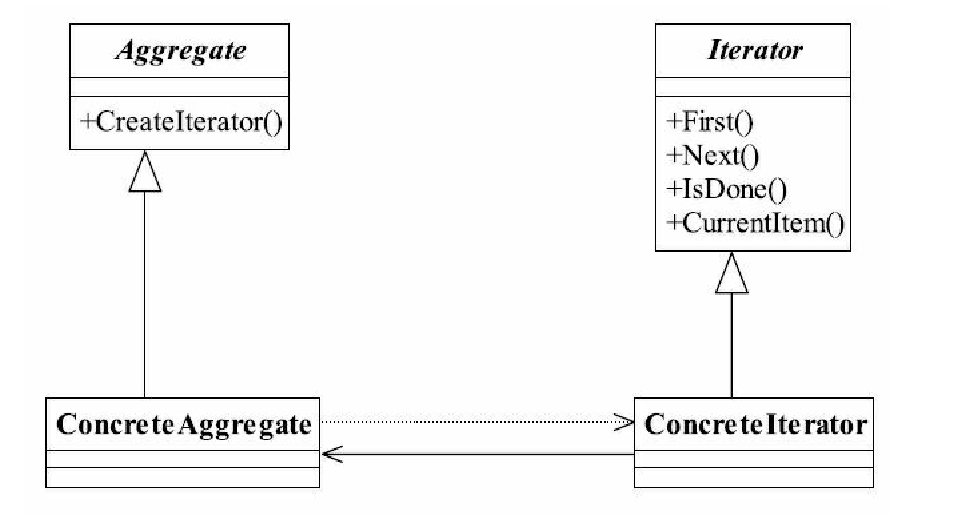 Aggregate
+CreateIterator()
Iterator
+First()
+Next()
+IsDone()
+CurrentItem()
ConcreteAggregate
ConcreteIterator